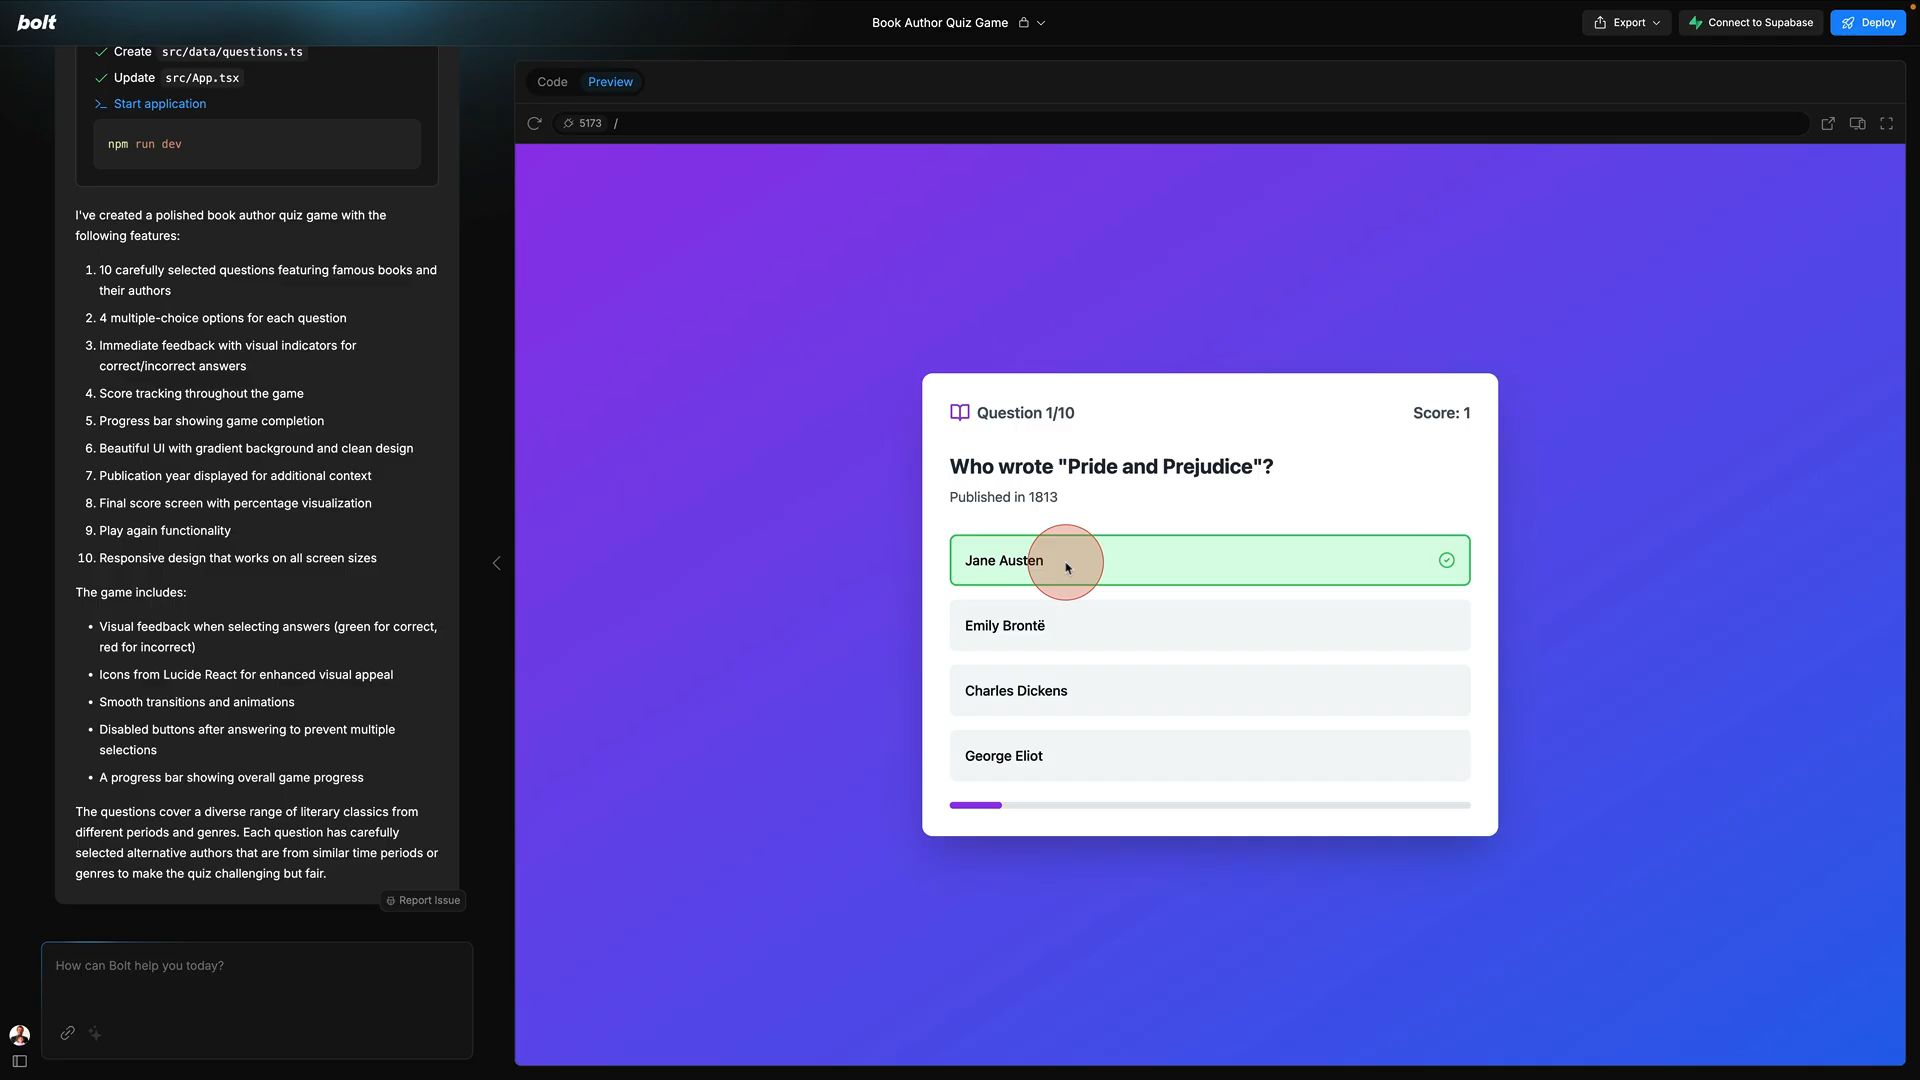 bolt
Book Author Quiz Game
Export
Connect to Supabase
Deploy
Create src/data/questions.ts
Update src/App.tsx
Start application
npm run dev
I've created a polished book author quiz game with the
following features:
1. 10 carefully selected questions featuring famous books and
their authors
2. 4 multiple-choice options for each question
3. Immediate feedback with visual indicators for
correct/incorrect answers
4. Score tracking throughout the game
5. Progress bar showing game completion
6. Beautiful UI with gradient background and clean design
7. Publication year displayed for additional context
8. Final score screen with percentage visualization
9. Play again functionality
10. Responsive design that works on all screen sizes
The game includes:
• Visual feedback when selecting answers (green for correct,
red for incorrect)
• Icons from Lucide React for enhanced visual appeal
• Smooth transitions and animations
• Disabled buttons after answering to prevent multiple
selections
• A progress bar showing overall game progress
The questions cover a diverse range of literary classics from
different periods and genres. Each question has carefully
selected alternative authors that are from similar time periods or
genres to make the quiz challenging but fair.
Report Issue
How can Bolt help you today?
Code
Preview
5173 /
Question 1/10
Score: 1
Who wrote "Pride and Prejudice"?
Published in 1813
Jane Austen
Emily Brontë
Charles Dickens
George Eliot